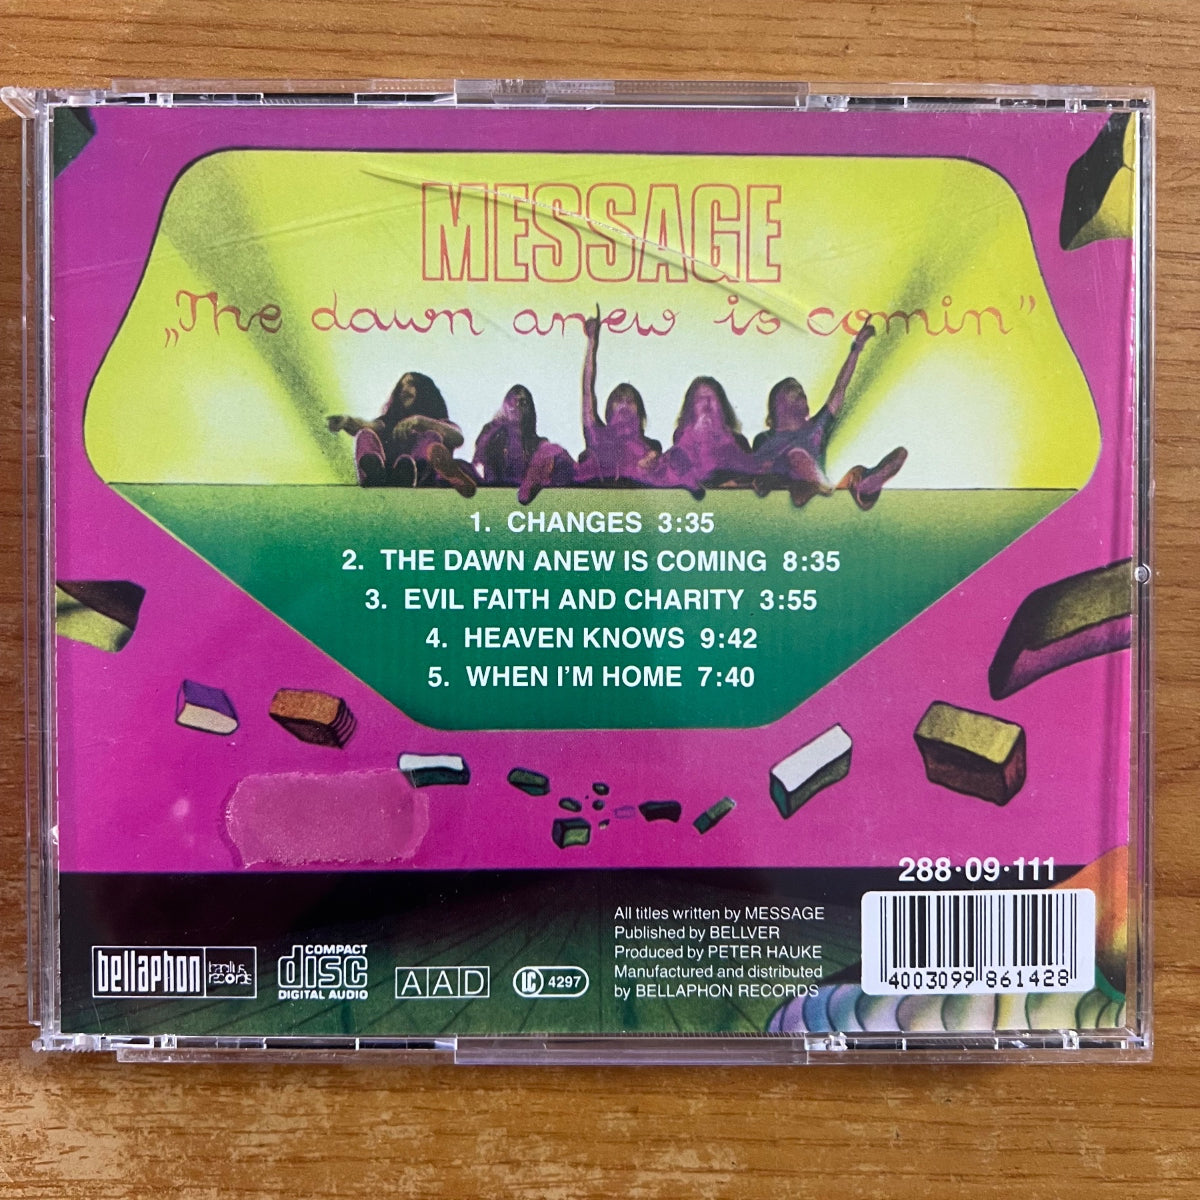 MESSAGE
„The dawn anew is comin”
1. CHANGES 3:35
2. THE DAWN ANEW IS COMING 8:35
3. EVIL FAITH AND CHARITY 3:55
4. HEAVEN KNOWS 9:42
5. WHEN I'M HOME 7:40
288·09·111
All titles written by MESSAGE
Published by BELLVER
Produced by PETER HAUKE
Manufactured and distributed
by BELLAPHON RECORDS
bellaphon
bacillus
records
COMPACT
disc
DIGITAL AUDIO
AAD
LC 4297
4003099 861428